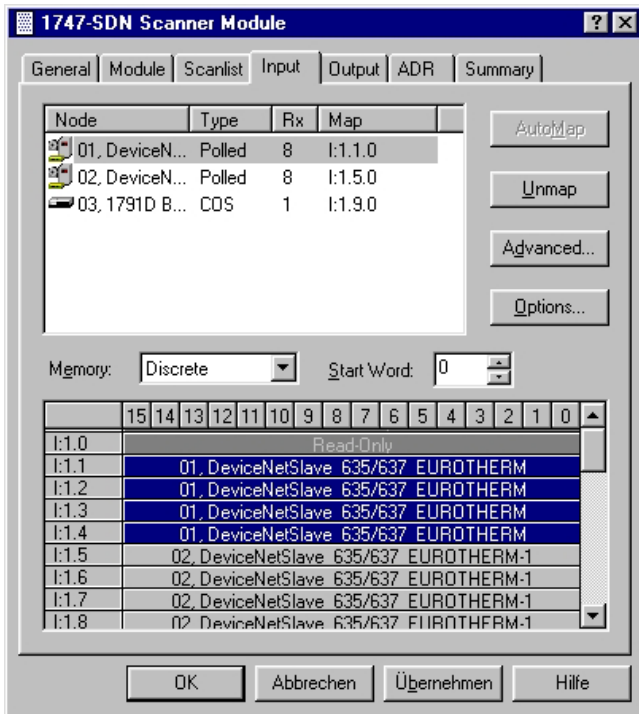 1747-SDN Scanner Module
General Module Scanlist Input Output ADR Summary
Node Type Rx Map
01, DeviceN... Polled 8 I:1.1.0
02, DeviceN... Polled 8 I:1.5.0
03, 1791D B... COS 1 I:1.9.0
AutoMap
Unmap
Advanced...
Options...
Memory: Discrete Start Word: 0
15 14 13 12 11 10 9 8 7 6 5 4 3 2 1 0
I:1.0 Read-Only
I:1.1 01, DeviceNetSlave 635/637 EUROTHERM
I:1.2 01, DeviceNetSlave 635/637 EUROTHERM
I:1.3 01, DeviceNetSlave 635/637 EUROTHERM
I:1.4 01, DeviceNetSlave 635/637 EUROTHERM
I:1.5 02, DeviceNetSlave 635/637 EUROTHERM-1
I:1.6 02, DeviceNetSlave 635/637 EUROTHERM-1
I:1.7 02, DeviceNetSlave 635/637 EUROTHERM-1
I:1.8 02, DeviceNetSlave 635/637 EUROTHERM-1
OK Abbrechen Übernehmen Hilfe